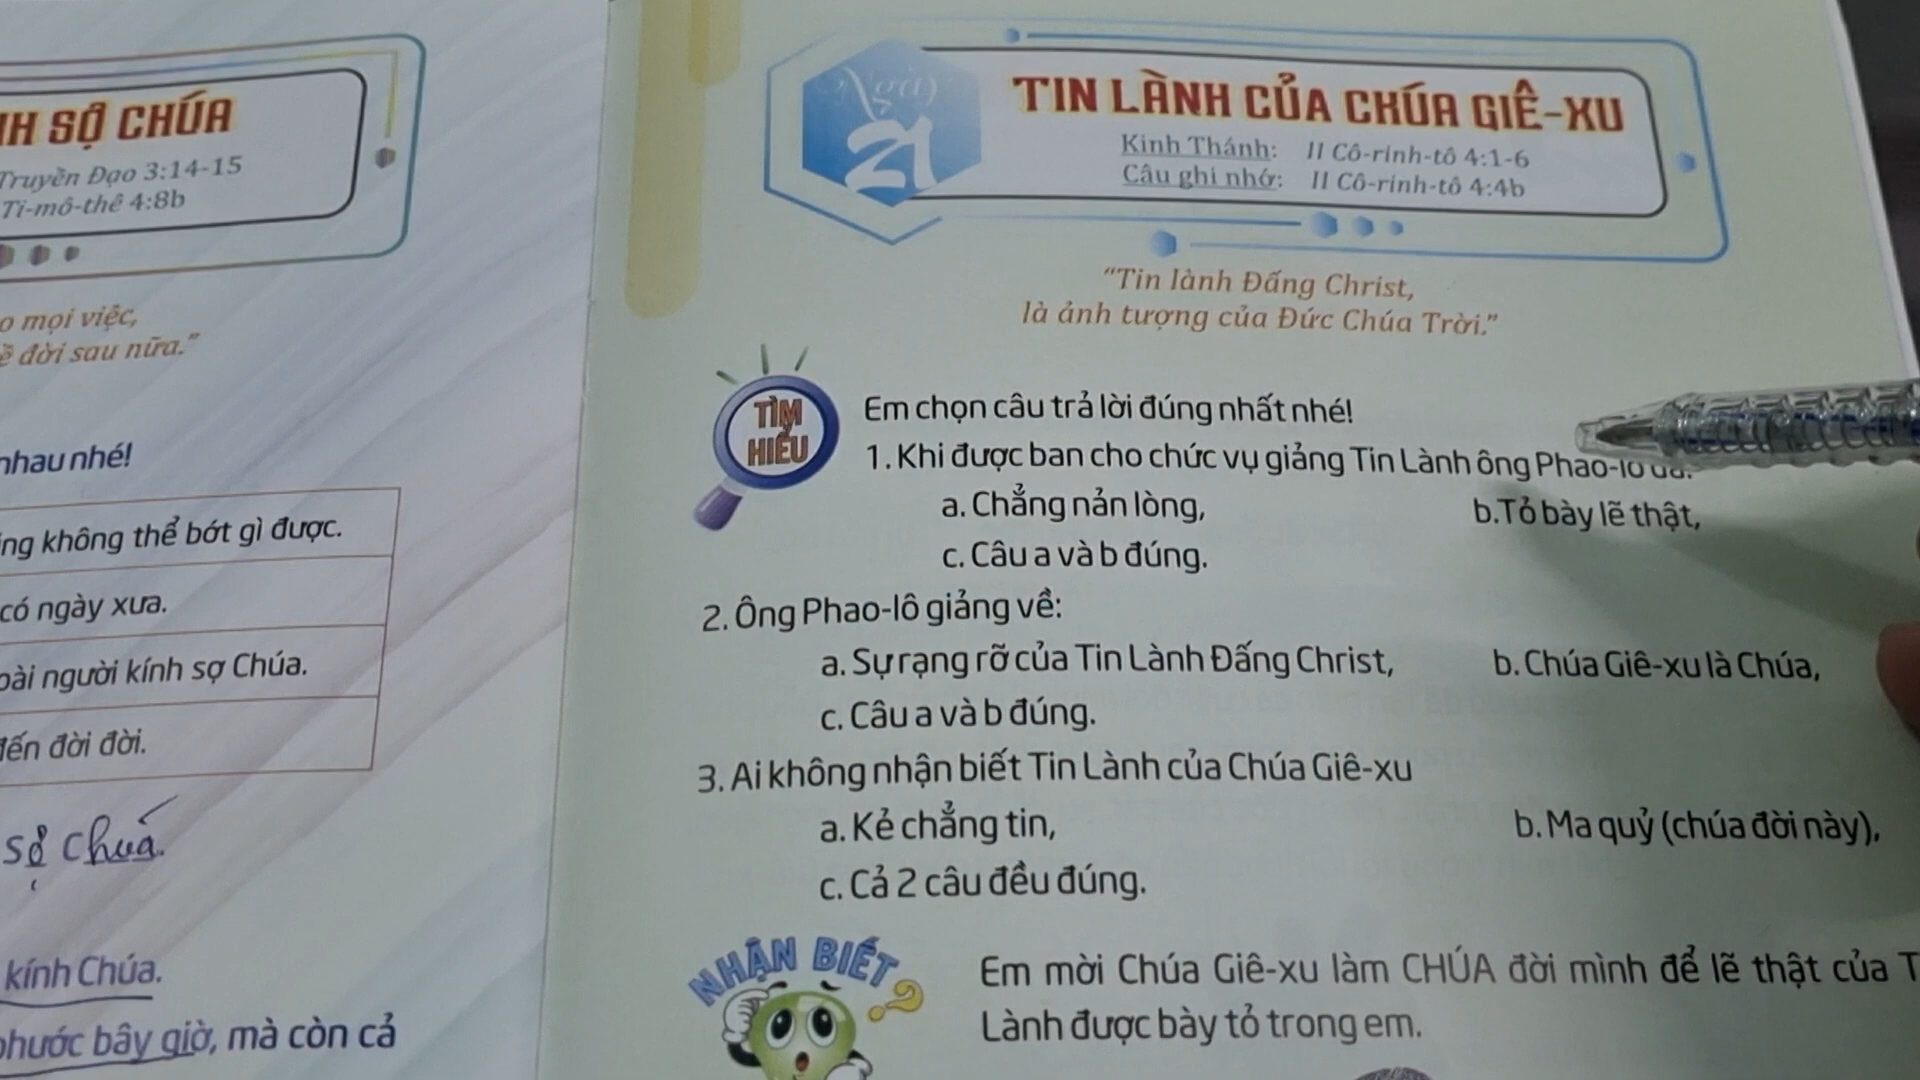 SỢ CHÚA
Truyền Đạo 3:14-15
Ti-mô-thê 4:8b
mọi việc,
đời sau nữa.”
nhau nhé!
không thể bớt gì được.
có ngày xưa.
người kính sợ Chúa.
đến đời đời.
sợ chúa.
kính Chúa.
phước bây giờ, mà còn cả
Ngày
21
TIN LÀNH CỦA CHÚA GIÊ-XU
Kinh Thánh: II Cô-rinh-tô 4:1-6
Câu ghi nhớ: II Cô-rinh-tô 4:4b
“Tin lành Đấng Christ,
là ảnh tượng của Đức Chúa Trời.”
TÌM
HIỂU
Em chọn câu trả lời đúng nhất nhé!
1. Khi được ban cho chức vụ giảng Tin Lành ông Phao-lô đã:
a. Chẳng nản lòng, b.Tỏ bày lẽ thật,
c. Câu a và b đúng.
2. Ông Phao-lô giảng về:
a. Sự rạng rỡ của Tin Lành Đấng Christ, b. Chúa Giê-xu là Chúa,
c. Câu a và b đúng.
3. Ai không nhận biết Tin Lành của Chúa Giê-xu
a. Kẻ chẳng tin, b. Ma quỷ (chúa đời này),
c. Cả 2 câu đều đúng.
NHẬN BIẾT
Em mời Chúa Giê-xu làm CHÚA đời mình để lẽ thật của
Lành được bày tỏ trong em.